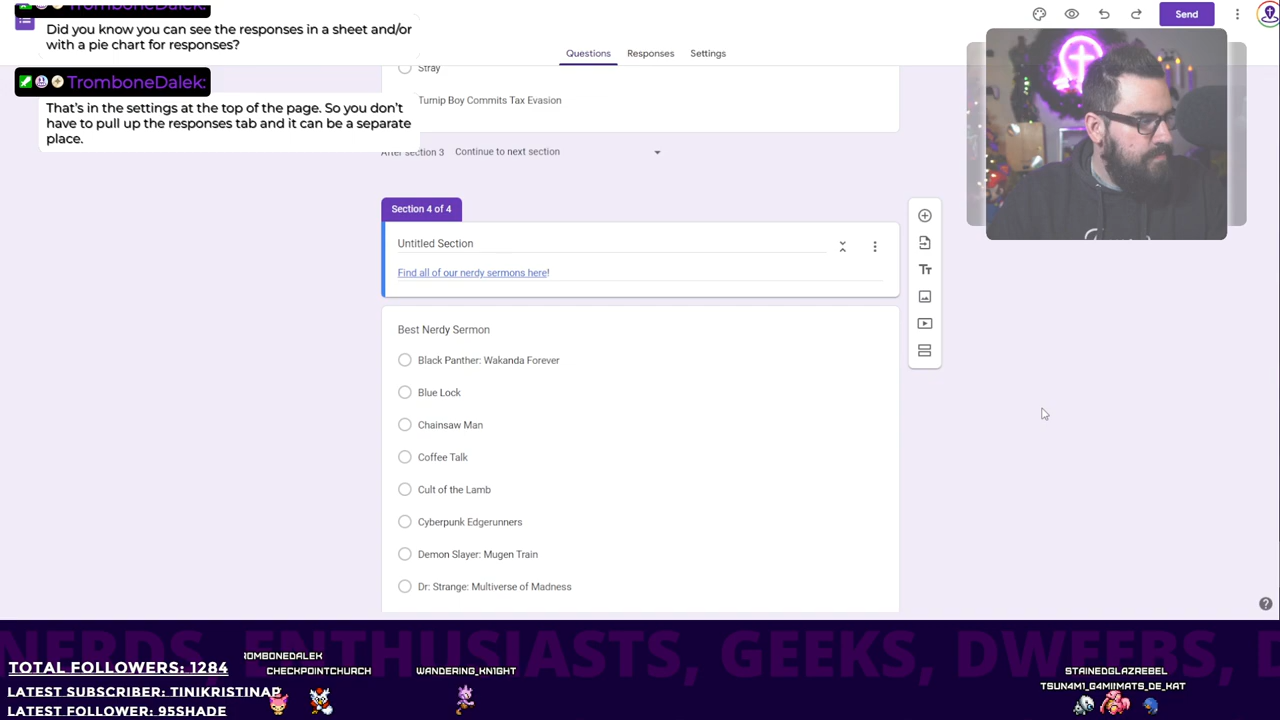 TromboneDalek:
Did you know you can see the responses in a sheet and/or
with a pie chart for responses?
TromboneDalek:
That's in the settings at the top of the page. So you don't
have to pull up the responses tab and it can be a separate
place.
Send
Questions
Responses
Settings
Stray
Turnip Boy Commits Tax Evasion
After section 3
Continue to next section
Section 4 of 4
Untitled Section
Find all of our nerdy sermons here!
Best Nerdy Sermon
Black Panther: Wakanda Forever
Blue Lock
Chainsaw Man
Coffee Talk
Cult of the Lamb
Cyberpunk Edgerunners
Demon Slayer: Mugen Train
Dr: Strange: Multiverse of Madness
NERDS, ENTHUSIASTS, GEEKS, DWEEBS, D
TOTAL FOLLOWERS: 1284
LATEST SUBSCRIBER: TINIKRISTINAP
LATEST FOLLOWER: 95SHADE
ROMBONEDALEK
CHECKPOINTCHURCH
WANDERING_KN1GHT
STAINEDGLAZREBEL
TSUN4M1_G4M!!MATS_DE_KAT